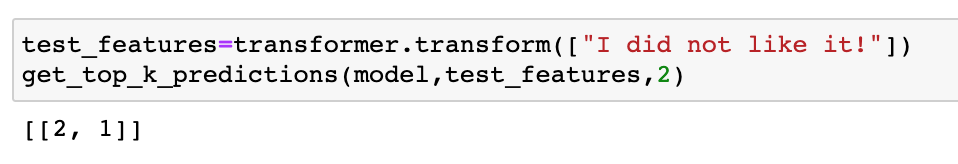 test_features=transformer.transform(["I did not like it!"])
get_top_k_predictions(model,test_features,2)
[[2, 1]]